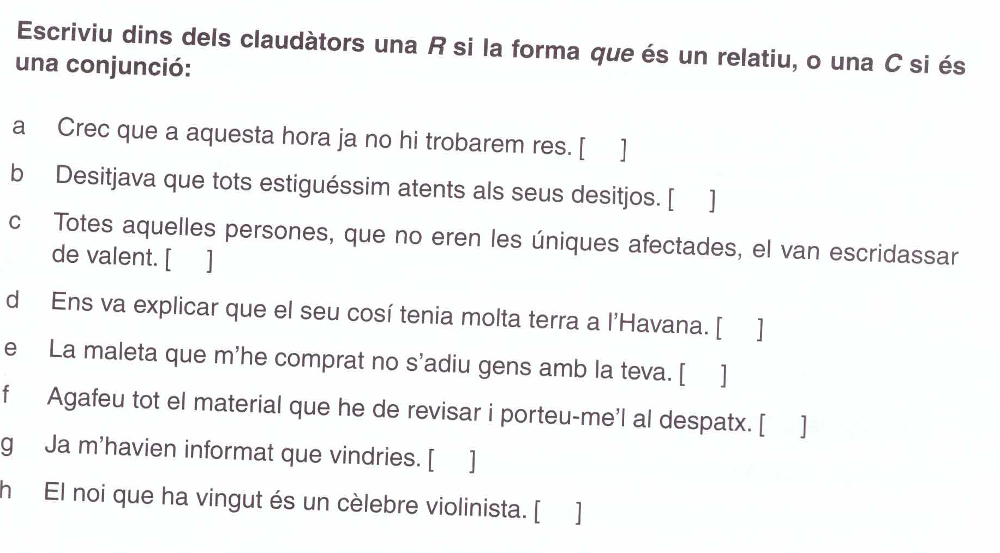 Escriviu dins dels claudàtors una R si la forma que és un relatiu, o una C si és
una conjunció:
a Crec que a aquesta hora ja no hi trobarem res. [ ]
b Desitjava que tots estiguéssim atents als seus desitjos. [ ]
c Totes aquelles persones, que no eren les úniques afectades, el van escridassar
de valent. [ ]
d Ens va explicar que el seu cosí tenia molta terra a l’Havana. [ ]
e La maleta que m’he comprat no s’adiu gens amb la teva. [ ]
f Agafeu tot el material que he de revisar i porteu-me’l al despatx. [ ]
g Ja m’havien informat que vindries. [ ]
h El noi que ha vingut és un cèlebre violinista. [ ]